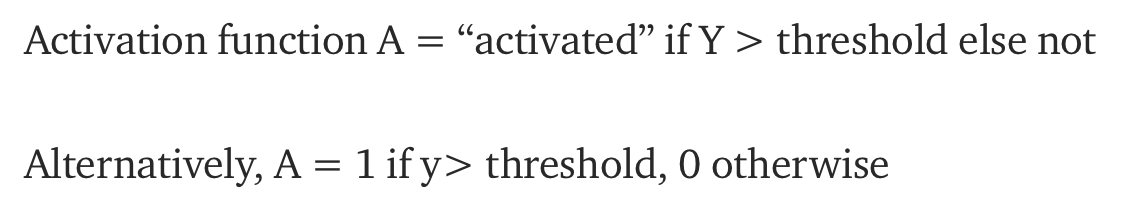 Activation function A = “activated” if Y > threshold else not
Alternatively, A = 1 if y> threshold, 0 otherwise